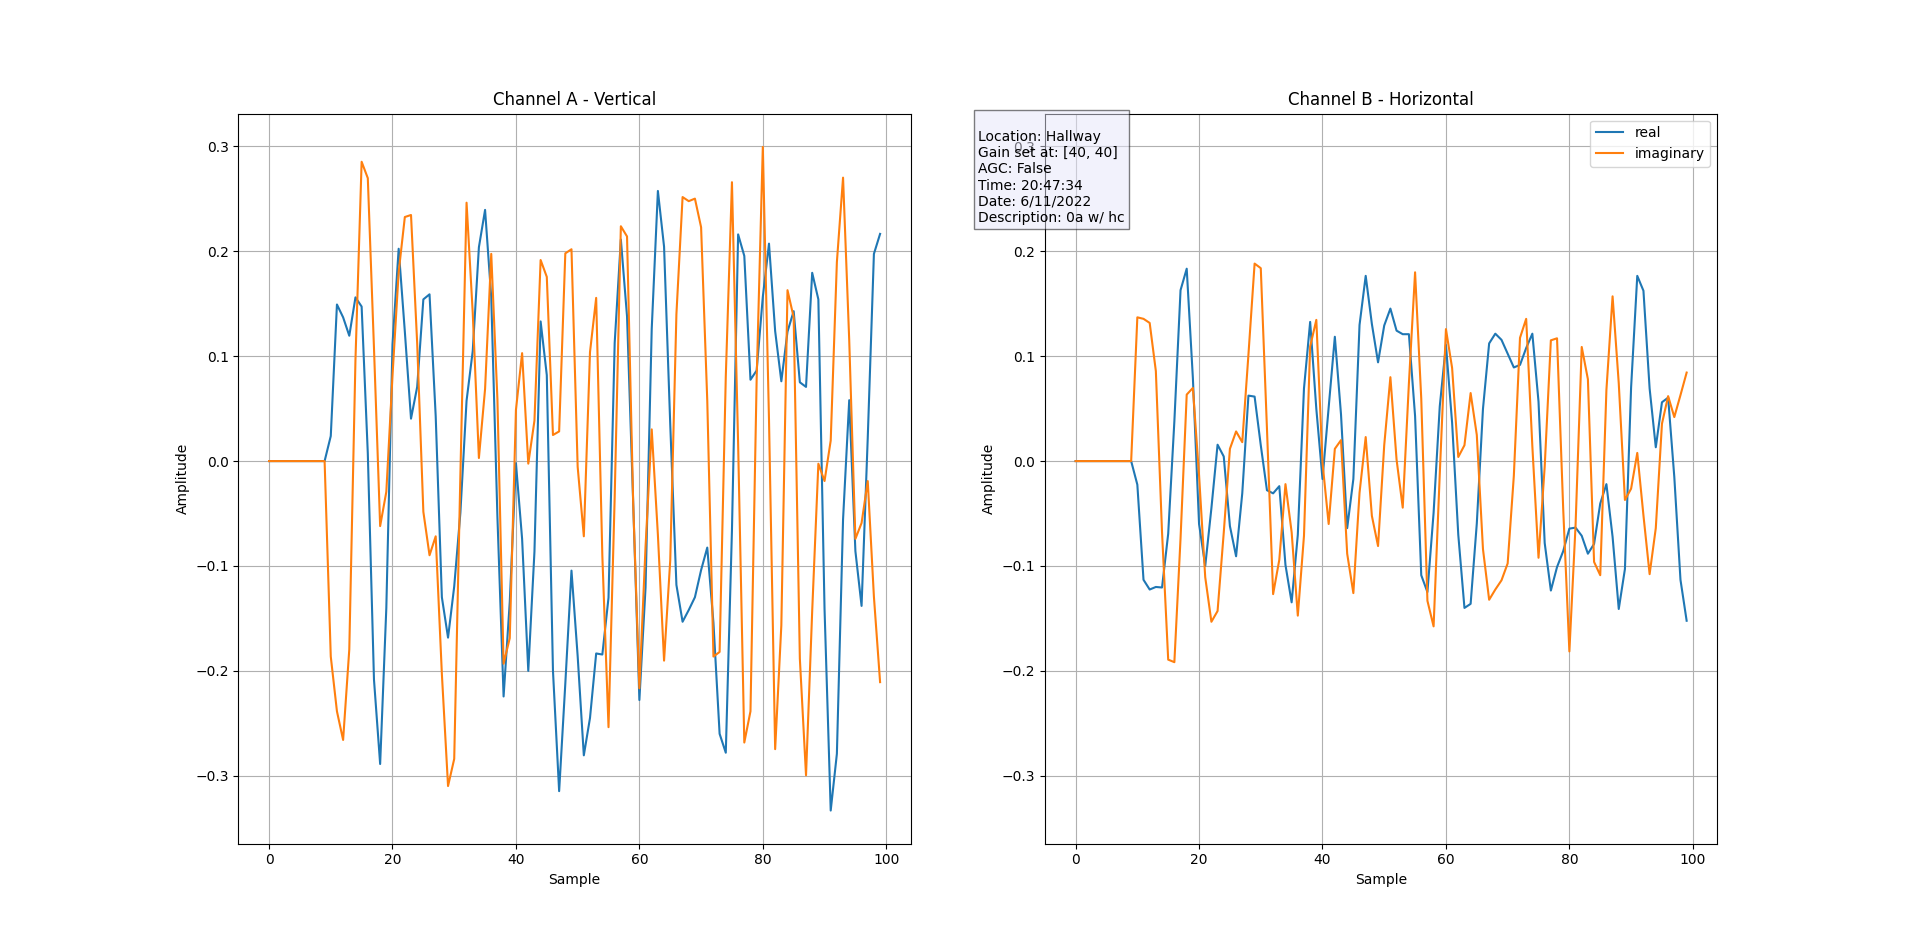 Channel A - Vertical
0.3
0.2
0.1
0.0
−0.1
−0.2
−0.3
Amplitude
0
20
40
60
80
100
Sample
Channel B - Horizontal
Location: Hallway
Gain set at: [40, 40]
AGC: False
Time: 20:47:34
Date: 6/11/2022
Description: 0a w/ hc
real
imaginary
0.3
0.2
0.1
0.0
−0.1
−0.2
−0.3
Amplitude
0
20
40
60
80
100
Sample